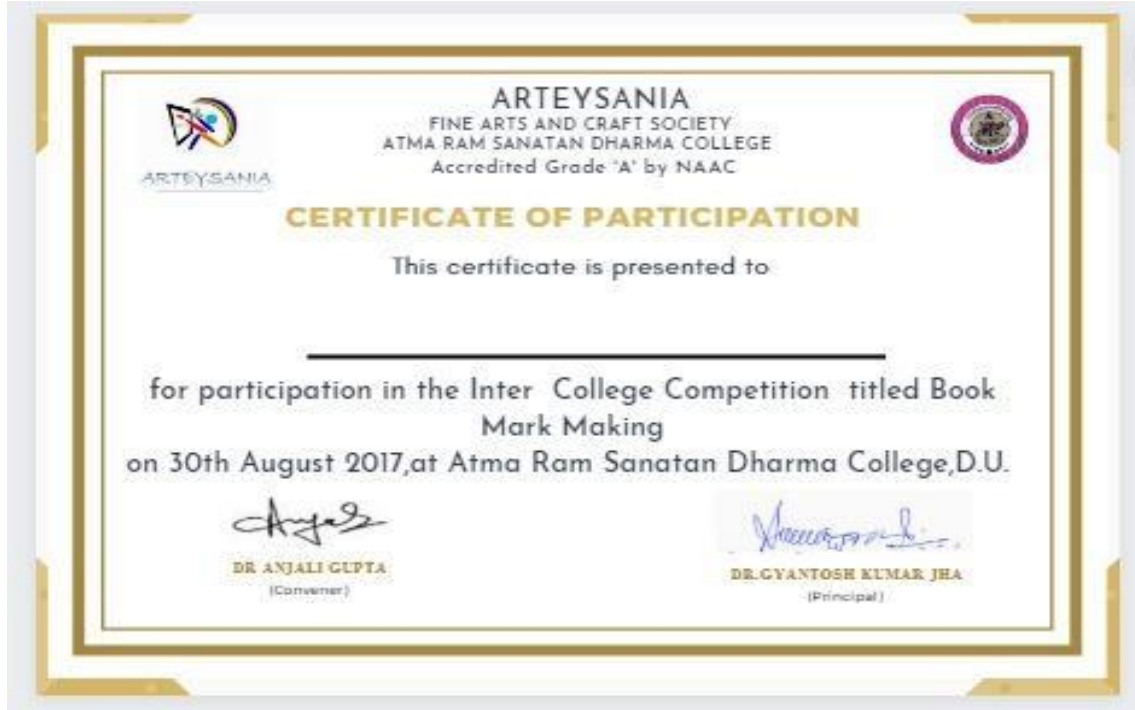 ARTEYSANIA
FINE ARTS AND CRAFT SOCIETY
ATMA RAM SANATAN DHARMA COLLEGE
Accredited Grade 'A' by NAAC
ARTEYSANIA
CERTIFICATE OF PARTICIPATION
This certificate is presented to
for participation in the Inter College Competition titled Book
Mark Making
on 30th August 2017,at Atma Ram Sanatan Dharma College,D.U.
DR ANJALI GUPTA
(Convener)
DR.GYANTOSH KUMAR JHA
(Principal)